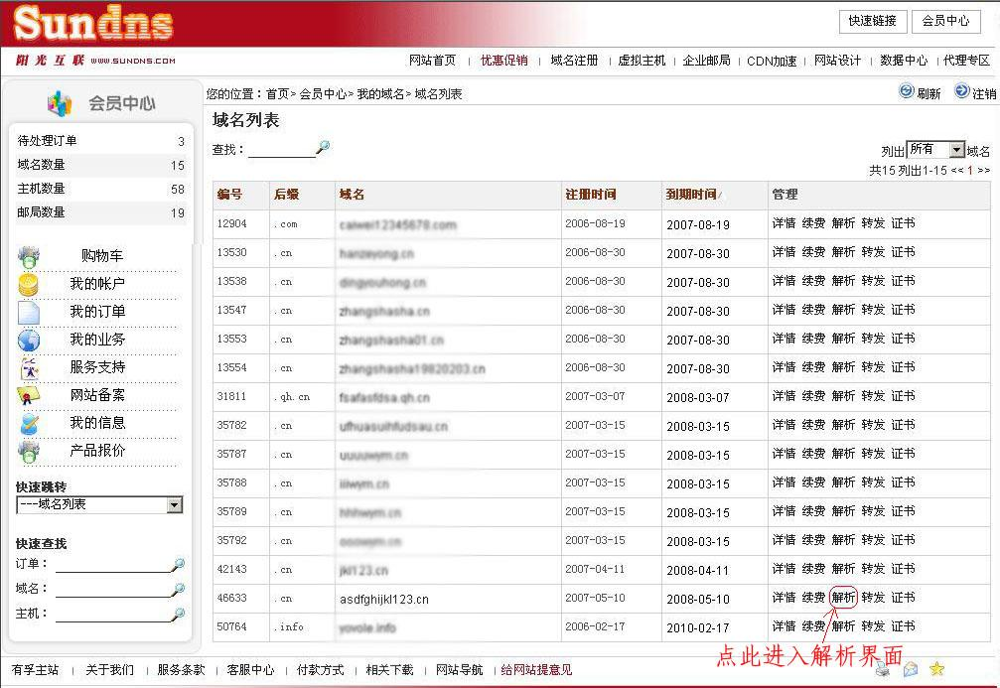 Sundns
快速链接 会员中心
阳光互联 WWW.SUNDNS.COM
网站首页 | 优惠促销 | 域名注册 | 虚拟主机 | 企业邮局 | CDN加速 | 网站设计 | 数据中心 | 代理专区
会员中心
待处理订单 3
域名数量 15
主机数量 58
邮局数量 19
购物车
我的帐户
我的订单
我的业务
服务支持
网站备案
我的信息
产品报价
快速跳转
---域名列表
快速查找
订单：
域名：
主机：
您的位置：首页> 会员中心> 我的域名> 域名列表
刷新 注销
域名列表
查找：
列出 所有 域名
共15 列出1-15 << 1 >>
编号 后缀 域名 注册时间 到期时间/ 管理
12904 .com caiwei12345678.com 2006-08-19 2007-08-19 详情 续费 解析 转发 证书
13530 .cn hanzeyong.cn 2006-08-30 2007-08-30 详情 续费 解析 转发 证书
13538 .cn dingyouhong.cn 2006-08-30 2007-08-30 详情 续费 解析 转发 证书
13547 .cn zhangshasha.cn 2006-08-30 2007-08-30 详情 续费 解析 转发 证书
13553 .cn zhangshasha01.cn 2006-08-30 2007-08-30 详情 续费 解析 转发 证书
13554 .cn zhangshasha19820203.cn 2006-08-30 2007-08-30 详情 续费 解析 转发 证书
31811 .qh.cn fsafasfdsa.qh.cn 2007-03-07 2008-03-07 详情 续费 解析 转发 证书
35782 .cn ufhuasuihfudsau.cn 2007-03-15 2008-03-15 详情 续费 解析 转发 证书
35787 .cn 2007-03-15 2008-03-15 详情 续费 解析 转发 证书
35788 .cn 2007-03-15 2008-03-15 详情 续费 解析 转发 证书
35789 .cn hhhwym.cn 2007-03-15 2008-03-15 详情 续费 解析 转发 证书
35792 .cn 2007-03-15 2008-03-15 详情 续费 解析 转发 证书
42143 .cn jkl123.cn 2007-04-11 2008-04-11 详情 续费 解析 转发 证书
46633 .cn asdfghijkl123.cn 2007-05-10 2008-05-10 详情 续费 解析 转发 证书
50764 .info yovole.info 2006-02-17 2010-02-17 详情 续费 解析 转发 证书
点此进入解析界面
有孚主站 | 关于我们 | 服务条款 | 客服中心 | 付款方式 | 相关下载 | 网站导航 | 给网站提意见